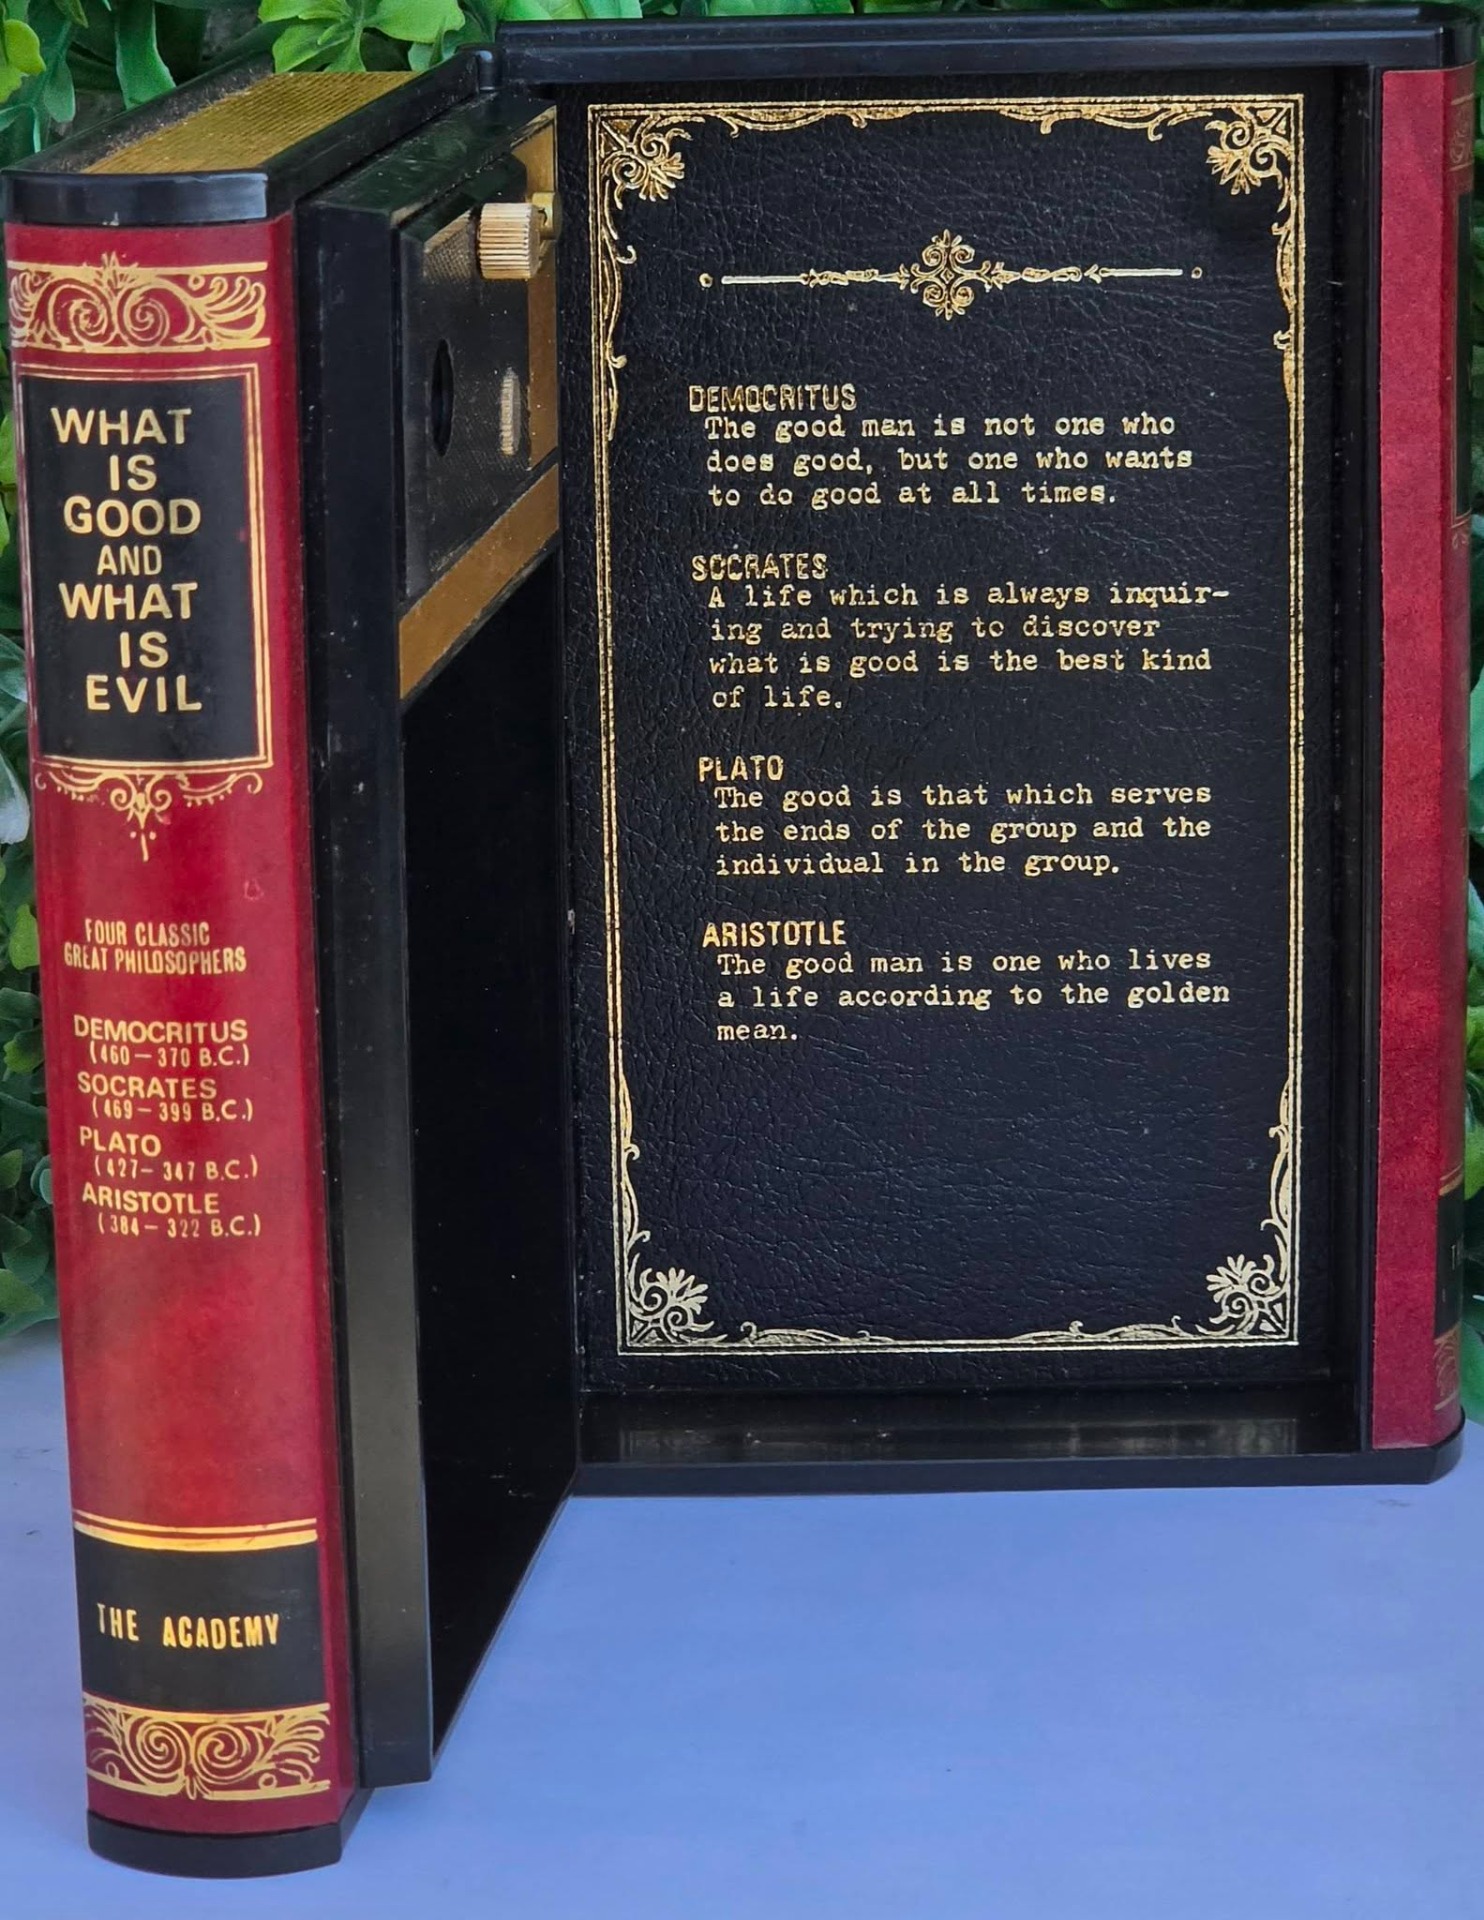 WHAT
IS
GOOD
AND
WHAT
IS
EVIL
FOUR CLASSIC
GREAT PHILOSOPHERS
DEMOCRITUS
(460-370 B.C.)
SOCRATES
(469-399 B.C.)
PLATO
(427-347 B.C.)
ARISTOTLE
(384-322 B.C.)
THE ACADEMY
DEMOCRITUS
The good man is not one who
does good, but one who wants
to do good at all times.
SOCRATES
A life which is always inquir-
ing and trying to discover
what is good is the best kind
of life.
PLATO
The good is that which serves
the ends of the group and the
individual in the group.
ARISTOTLE
The good man is one who lives
a life according to the golden
mean.